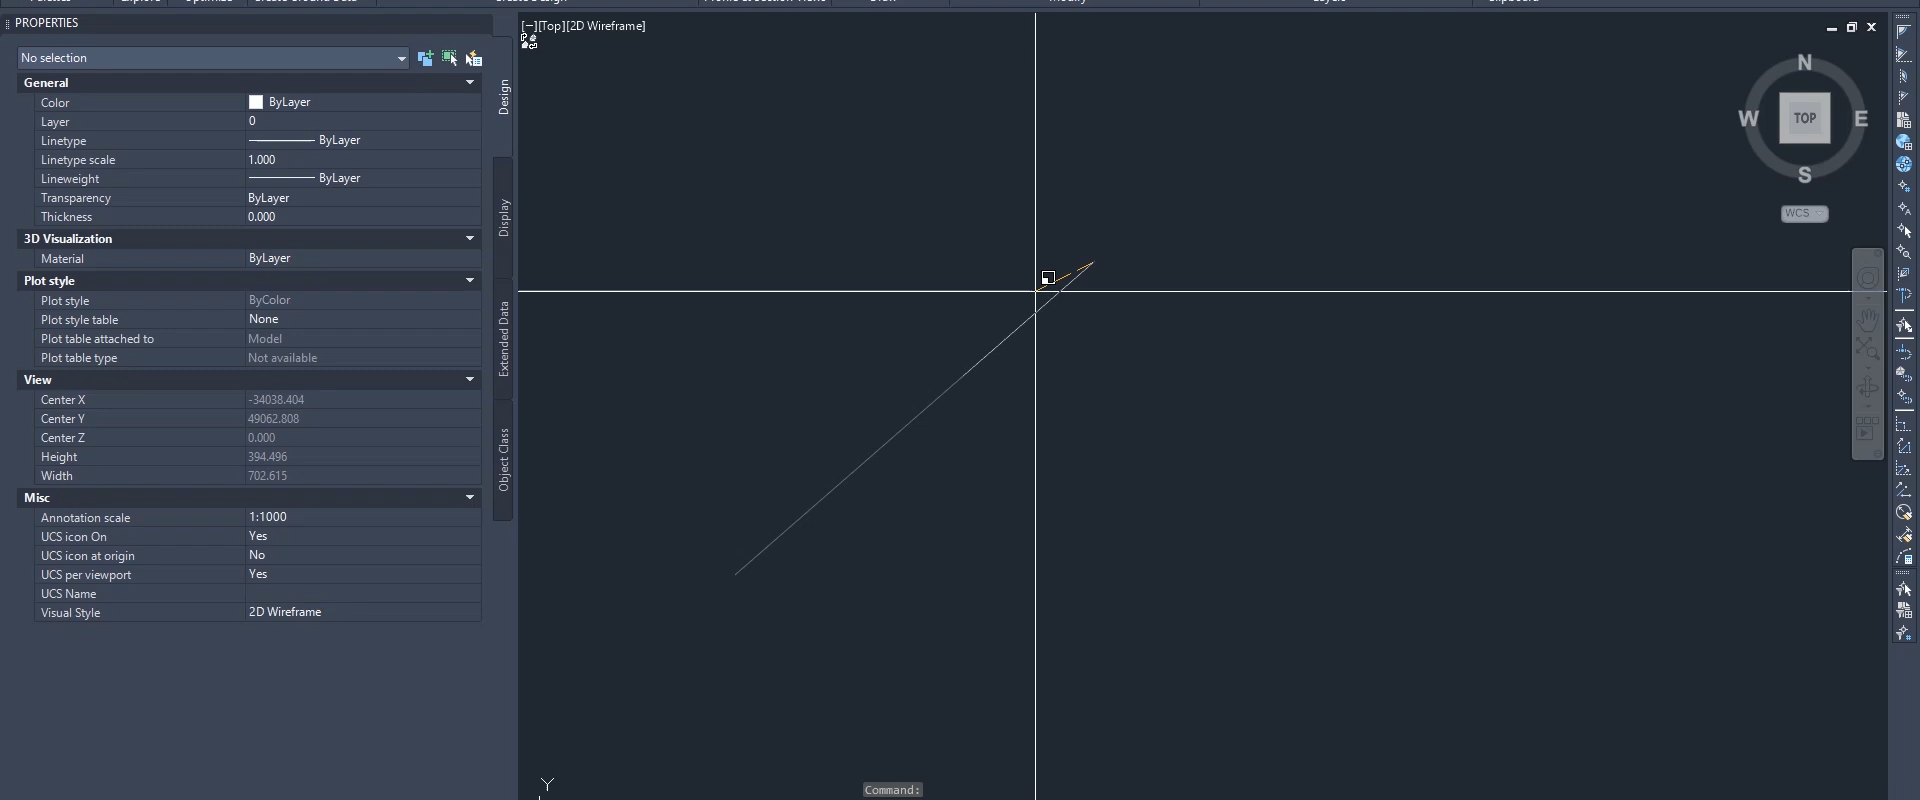 PROPERTIES
No selection
General
Color ByLayer
Layer 0
Linetype ByLayer
Linetype scale 1.000
Lineweight ByLayer
Transparency ByLayer
Thickness 0.000
3D Visualization
Material ByLayer
Plot style
Plot style ByColor
Plot style table None
Plot table attached to Model
Plot table type Not available
View
Center X -34038.404
Center Y 49062.808
Center Z 0.000
Height 394.496
Width 702.615
Misc
Annotation scale 1:1000
UCS icon On Yes
UCS icon at origin No
UCS per viewport Yes
UCS Name
Visual Style 2D Wireframe
Design
Display
Extended Data
Object Class
[−][Top][2D Wireframe]
N
W TOP E
S
WCS
Y
Command: